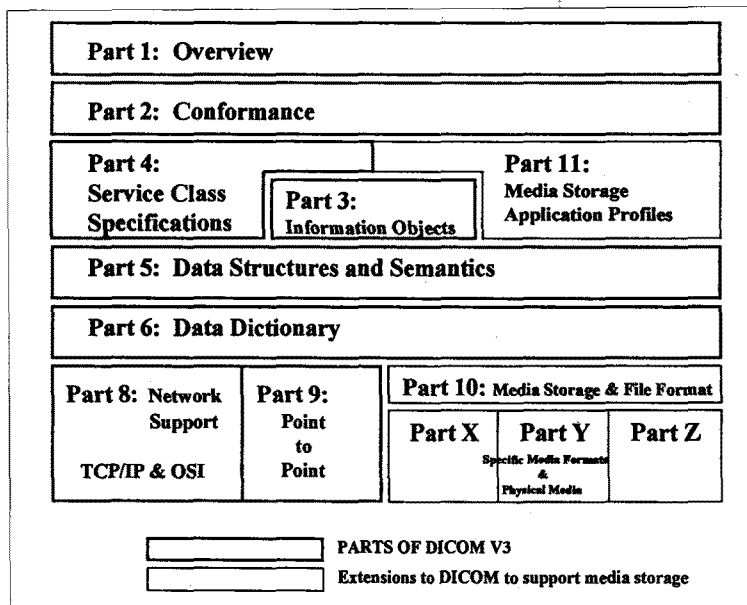 Part 1: Overview
Part 2: Conformance
Part 4:
Service Class
Specifications
Part 3:
Information Objects
Part 11:
Media Storage
Application Profiles
Part 5: Data Structures and Semantics
Part 6: Data Dictionary
Part 8: Network
Support
TCP/IP & OSI
Part 9:
Point
to
Point
Part 10: Media Storage & File Format
Part X
Part Y
Part Z
Specific Media Formats
&
Physical Media
PARTS OF DICOM V3
Extensions to DICOM to support media storage